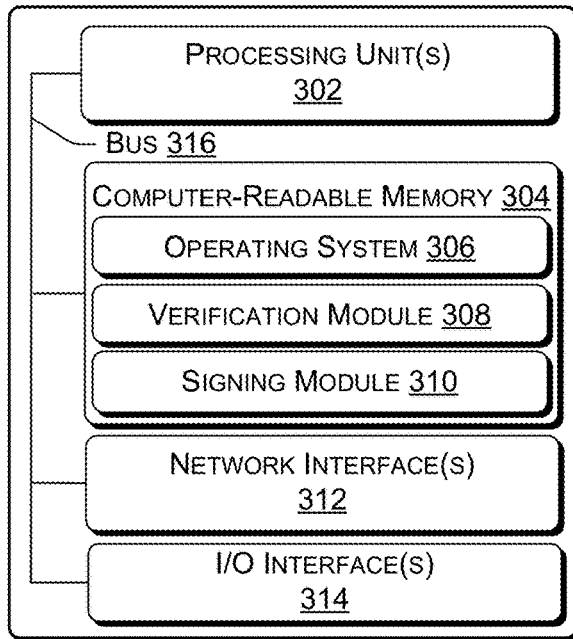 PROCESSING UNIT(S)
302
BUS 316
COMPUTER-READABLE MEMORY 304
OPERATING SYSTEM 306
VERIFICATION MODULE 308
SIGNING MODULE 310
NETWORK INTERFACE(S)
312
I/O INTERFACE(S)
314